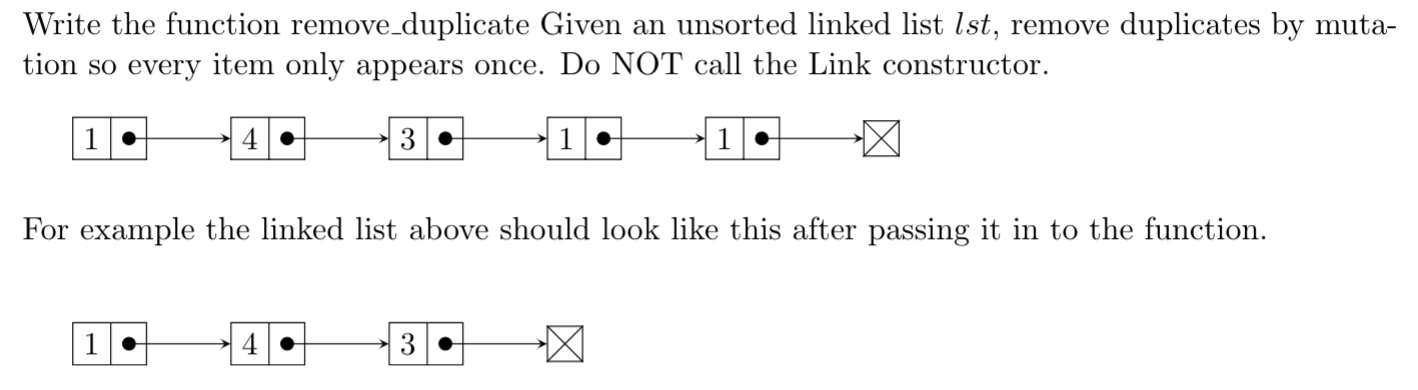 Write the function remove_duplicate Given an unsorted linked list lst, remove duplicates by muta-
tion so every item only appears once. Do NOT call the Link constructor.
1 4 3 1 1
For example the linked list above should look like this after passing it in to the function.
1 4 3